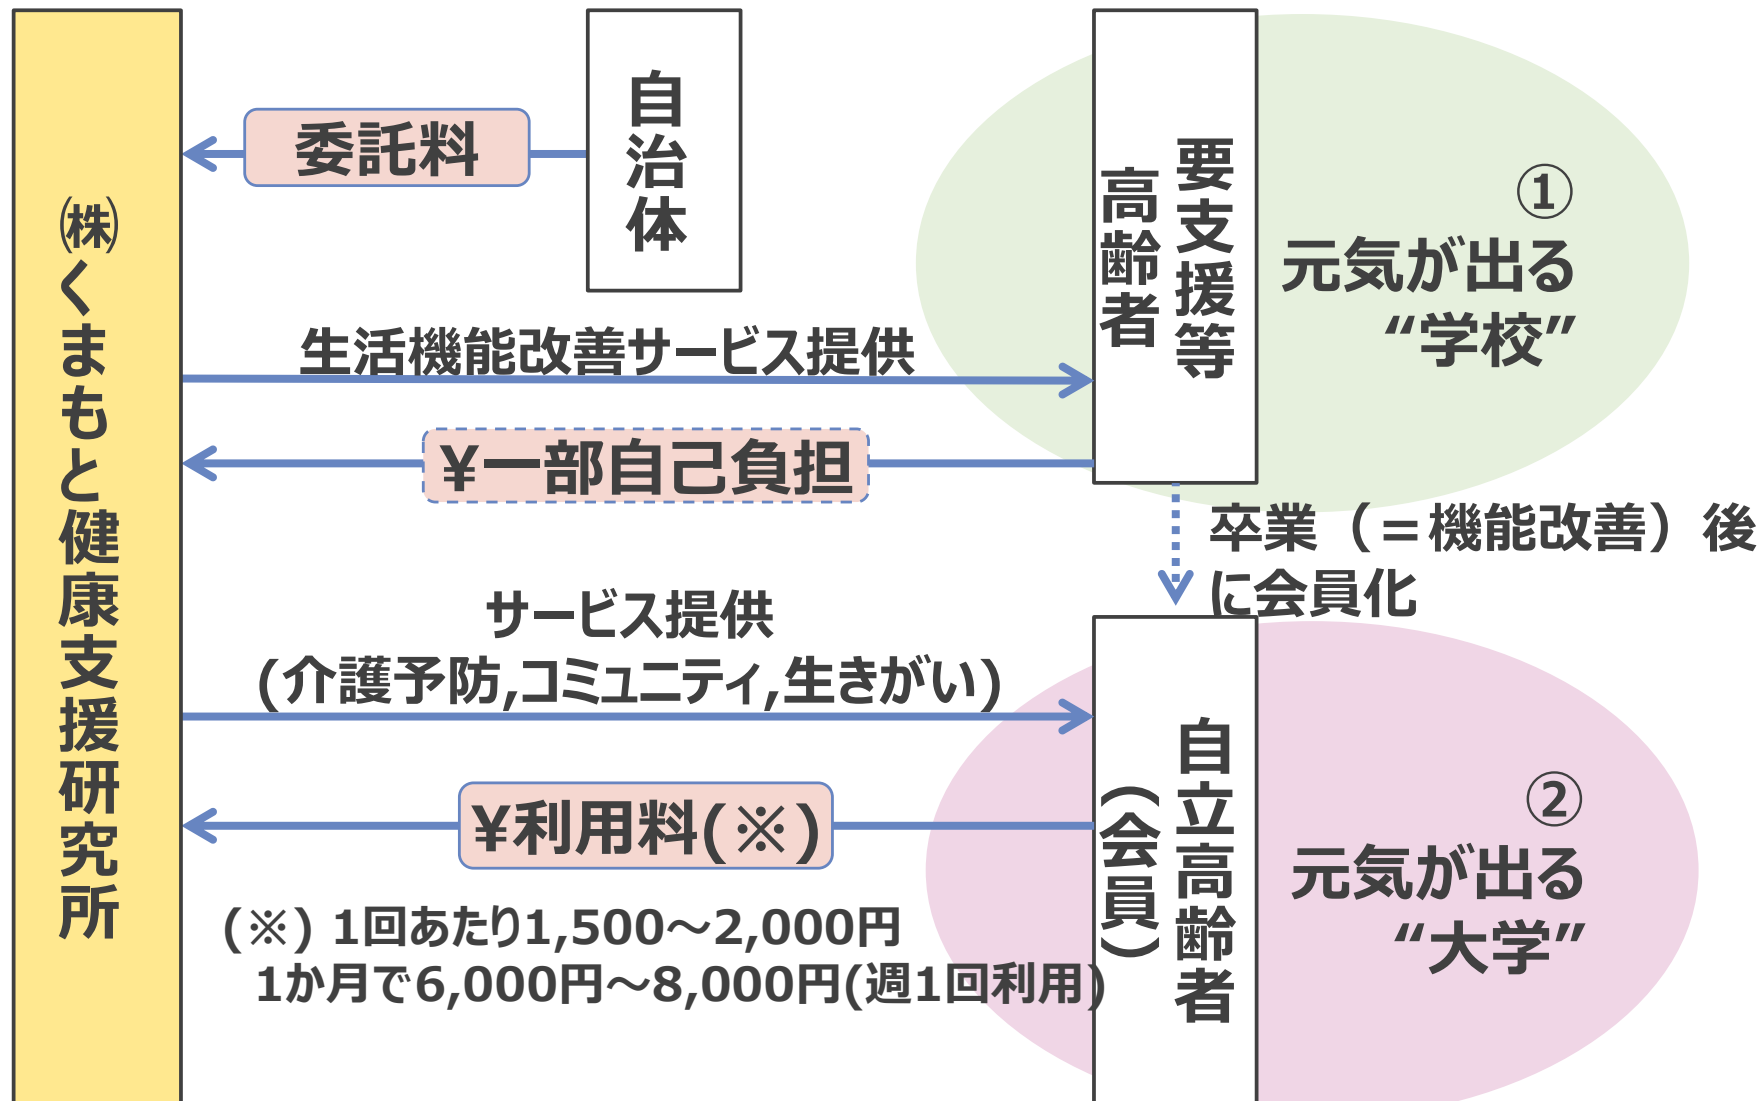 ㈱くまもと健康支援研究所
委託料
自治体
要支援等
高齢者
①
元気が出る
“学校”
生活機能改善サービス提供
¥一部自己負担
卒業（＝機能改善）後
に会員化
サービス提供
(介護予防,コミュニティ,生きがい)
自立高齢者
（会員）
②
元気が出る
“大学”
¥利用料(※)
(※) 1回あたり1,500～2,000円
1か月で6,000円～8,000円(週1回利用)